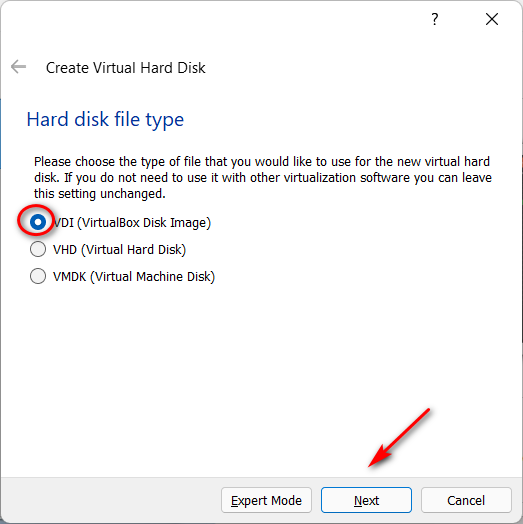 ?
Create Virtual Hard Disk
Hard disk file type
Please choose the type of file that you would like to use for the new virtual hard
disk. If you do not need to use it with other virtualization software you can leave
this setting unchanged.
VDI (VirtualBox Disk Image)
VHD (Virtual Hard Disk)
VMDK (Virtual Machine Disk)
Expert Mode Next Cancel